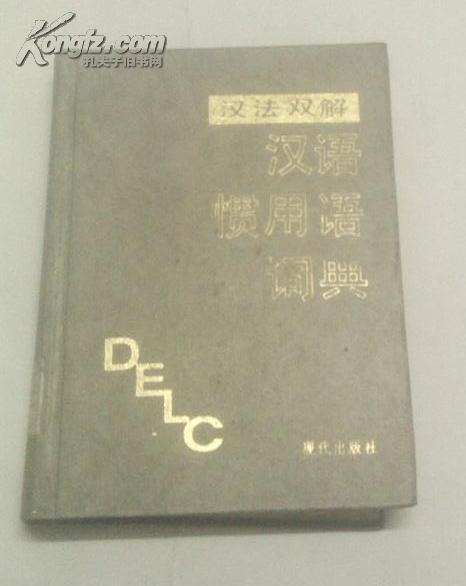 Kongfz.com
孔夫子旧书网
汉法双解
汉语
惯用语
词典
DELC
现代出版社